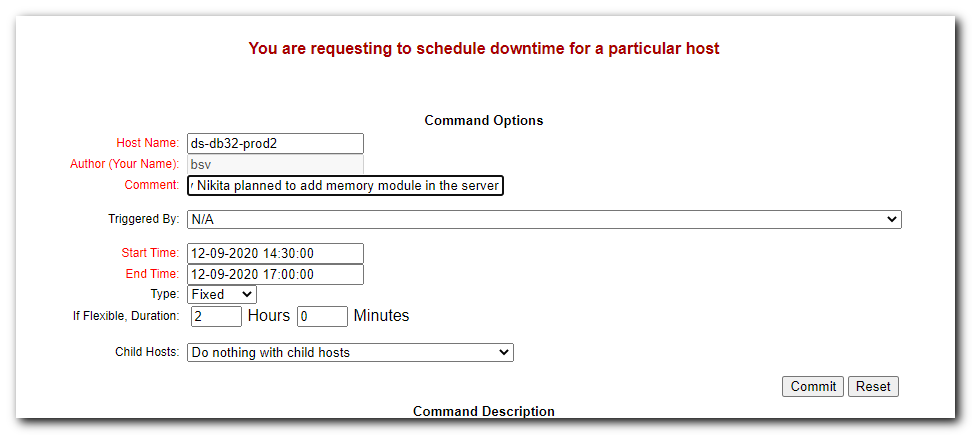 You are requesting to schedule downtime for a particular host
Command Options
Host Name: ds-db32-prod2
Author (Your Name): bsv
Comment: Nikita planned to add memory module in the server
Triggered By: N/A
Start Time: 12-09-2020 14:30:00
End Time: 12-09-2020 17:00:00
Type: Fixed
If Flexible, Duration: 2 Hours 0 Minutes
Child Hosts: Do nothing with child hosts
Commit Reset
Command Description